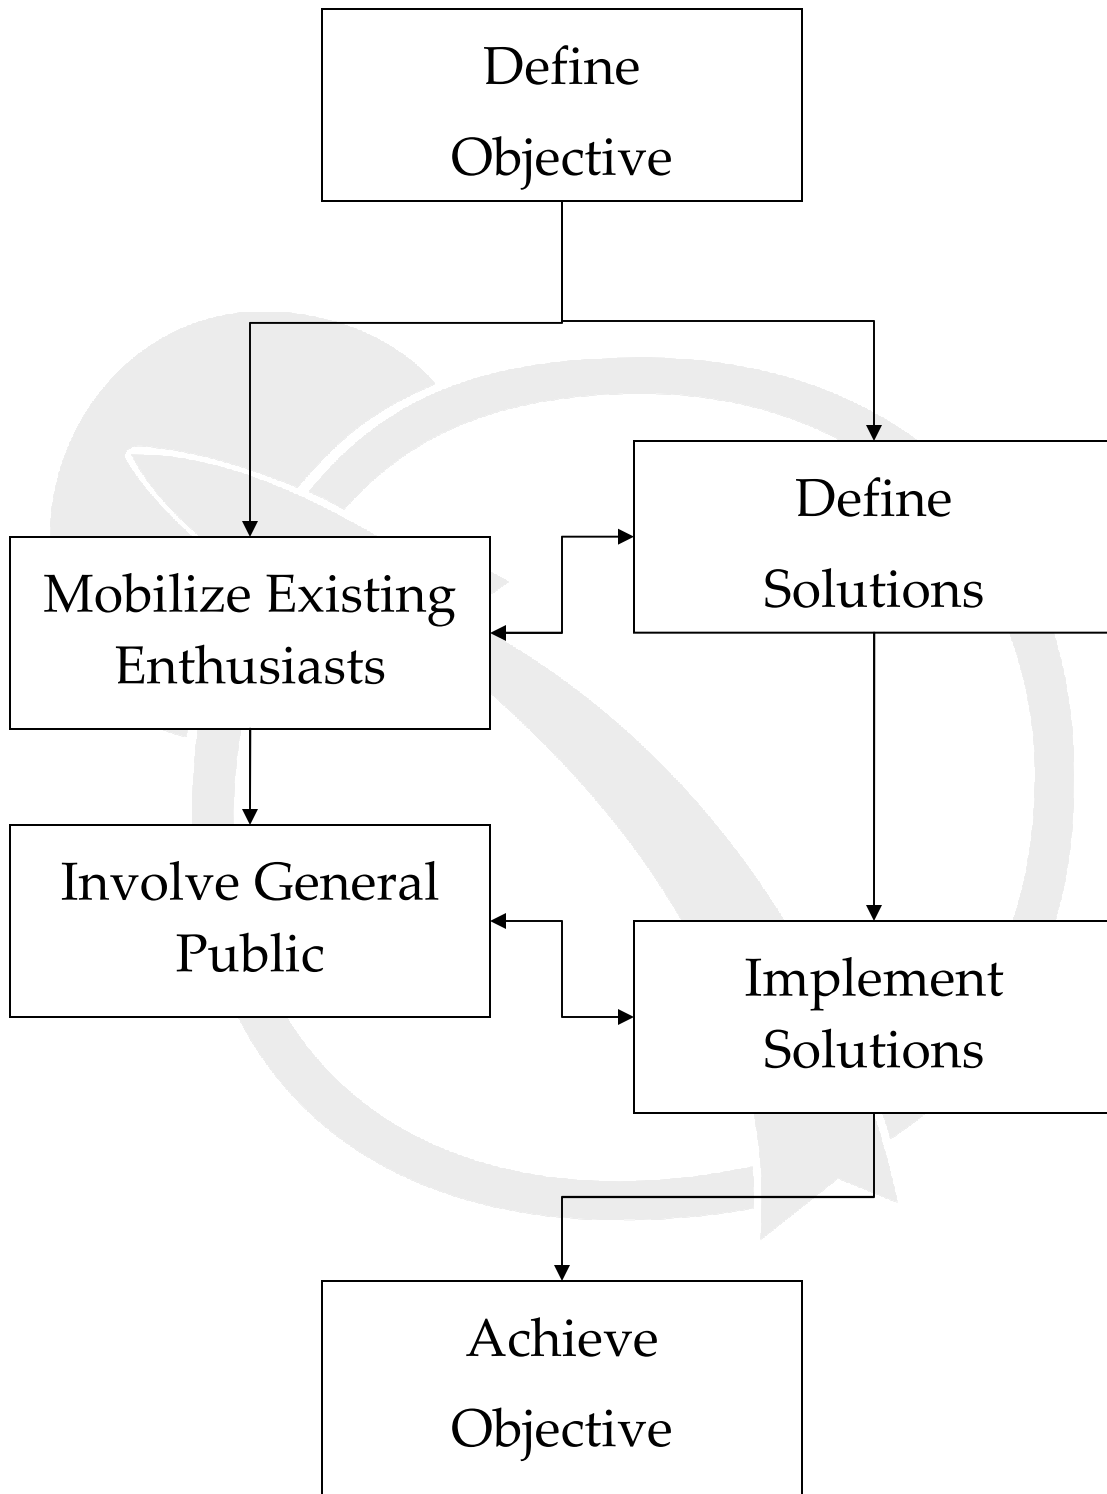 Define
Objective
Define
Solutions
Mobilize Existing
Enthusiasts
Involve General
Public
Implement
Solutions
Achieve
Objective